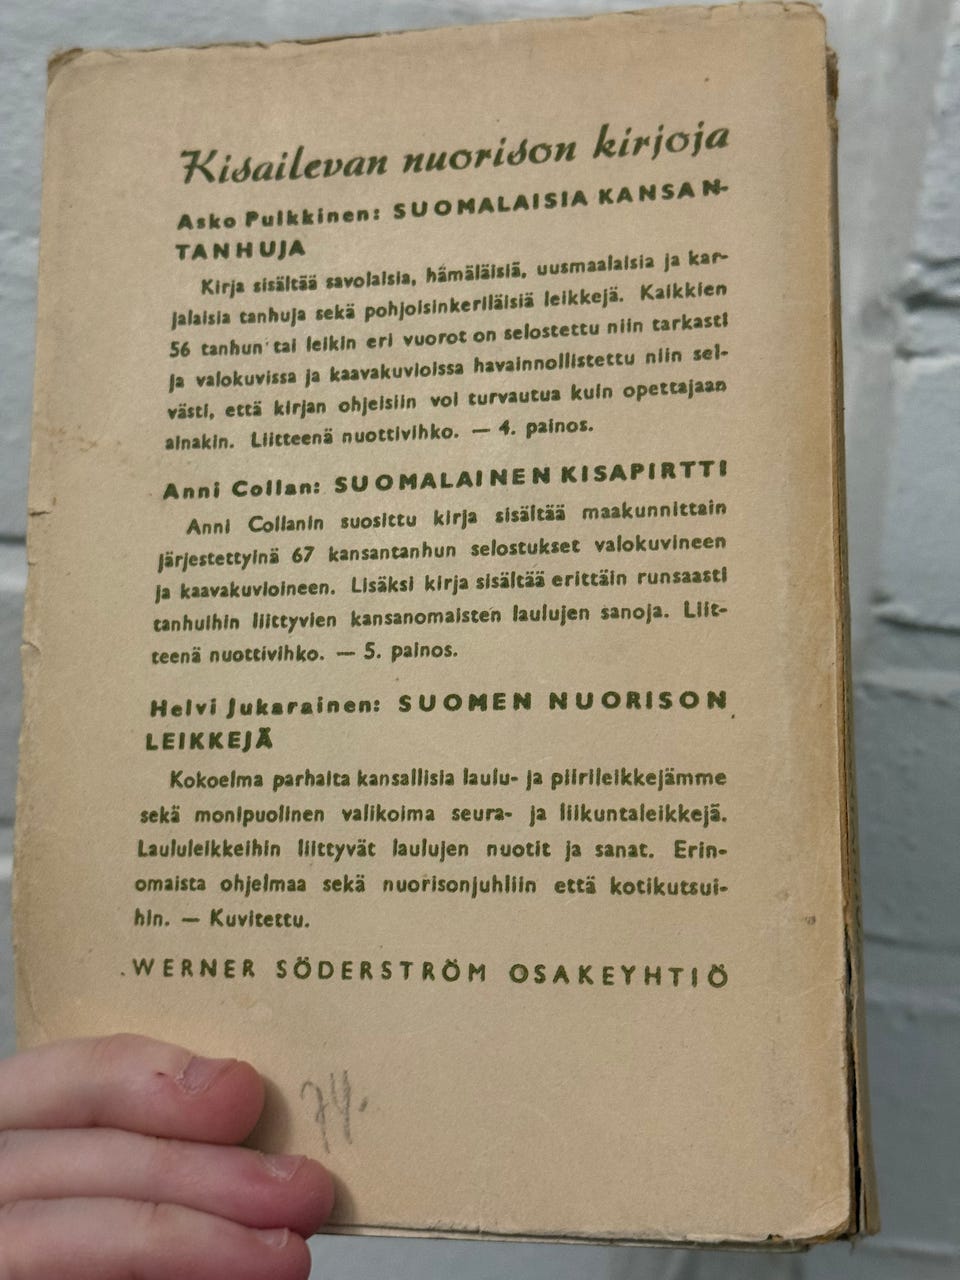 Kisailevan nuorison kirjoja
Asko Pulkkinen: SUOMALAISIA KANSAN-
TANHUJA
Kirja sisältää savolaisia, hämäläisiä, uusmaalaisia ja kar-
jalaisia tanhuja sekä pohjoisinkeriläisiä leikkejä. Kaikkien
56 tanhun tai leikin eri vuorot on selostettu niin tarkasti
ja valokuvissa ja kaavakuvioissa havainnollistettu niin sel-
västi, että kirjan ohjeisiin voi turvautua kuin opettajaan
ainakin. Liitteenä nuottivihko. — 4. painos.
Anni Collan: SUOMALAINEN KISAPIRTTI
Anni Collanin suosittu kirja sisältää maakunnittain
järjestettyinä 67 kansantanhun selostukset valokuvineen
ja kaavakuvioineen. Lisäksi kirja sisältää erittäin runsaasti
tanhuihin liittyvien kansanomaisten laulujen sanoja. Liit-
teenä nuottivihko. — 5. painos.
Helvi Jukarainen: SUOMEN NUORISON
LEIKKEJÄ
Kokoelma parhaita kansallisia laulu- ja piirileikkejämme
sekä monipuolinen valikoima seura- ja liikuntaleikkejä.
Laululeikkeihin liittyvät laulujen nuotit ja sanat. Erin-
omaista ohjelmaa sekä nuorisonjuhliin että kotikutsui-
hin. — Kuvitettu.
WERNER SÖDERSTRÖM OSAKEYHTIÖ
74.